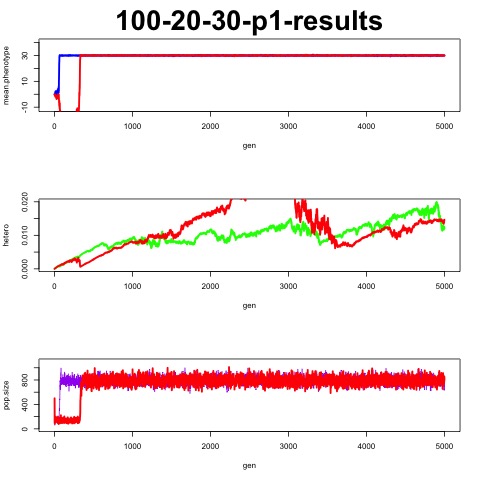 100-20-30-p1-results
mean.phenotype
-10 10 30
0 1000 2000 3000 4000 5000
gen
hetero
0.000 0.010 0.020
0 1000 2000 3000 4000 5000
gen
pop.size
0 400 800
0 1000 2000 3000 4000 5000
gen